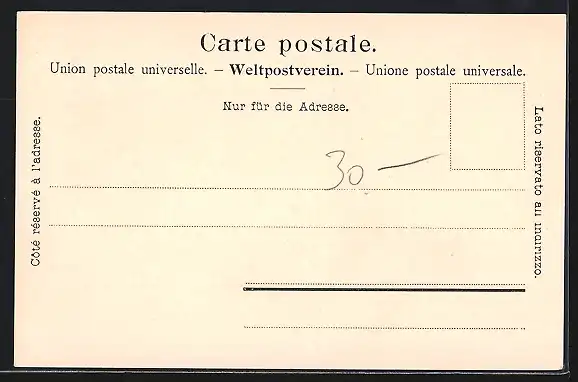 Carte postale.
Union postale universelle. – Weltpostverein. – Unione postale universale.
Nur für die Adresse.
Côté réservé à l'adresse.
Lato riservato all indirizzo.
30 —